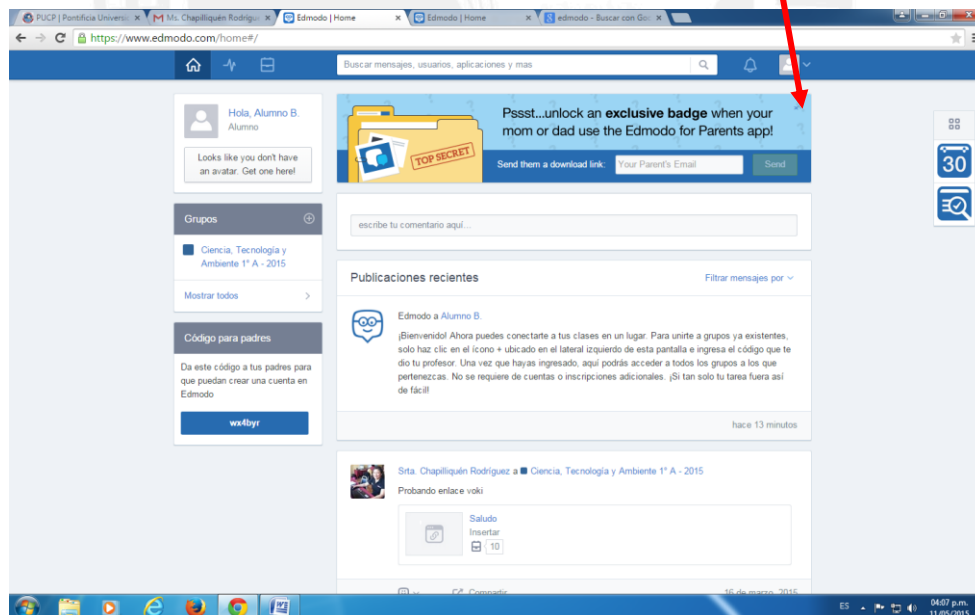 PUCP | Pontificia Universi
Ms. Chapilliquén Rodrígu
Edmodo | Home
Edmodo | Home
edmodo - Buscar con Goo
https://www.edmodo.com/home#/
Buscar mensajes, usuarios, aplicaciones y mas
Hola, Alumno B.
Alumno
Looks like you don't have
an avatar. Get one here!
Grupos
Ciencia, Tecnología y
Ambiente 1° A - 2015
Mostrar todos
Código para padres
Da este código a tus padres para
que puedan crear una cuenta en
Edmodo
wx4byr
TOP SECRET
Pssst...unlock an exclusive badge when your
mom or dad use the Edmodo for Parents app!
Send them a download link: Your Parent's Email Send
escribe tu comentario aquí...
Publicaciones recientes
Filtrar mensajes por
Edmodo a Alumno B.
¡Bienvenido! Ahora puedes conectarte a tus clases en un lugar. Para unirte a grupos ya existentes,
solo haz clic en el ícono + ubicado en el lateral izquierdo de esta pantalla e ingresa el código que te
dio tu profesor. Una vez que hayas ingresado, aquí podrás acceder a todos los grupos a los que
pertenezcas. No se requiere de cuentas o inscripciones adicionales. ¡Si tan solo tu tarea fuera así
de fácil!
hace 13 minutos
Srta. Chapilliquén Rodríguez a Ciencia, Tecnología y Ambiente 1° A - 2015
Probando enlace voki
Saludo
Insertar
10
Compartir
16 de marzo, 2015
30
ES
04:07 p.m.
11/05/2015